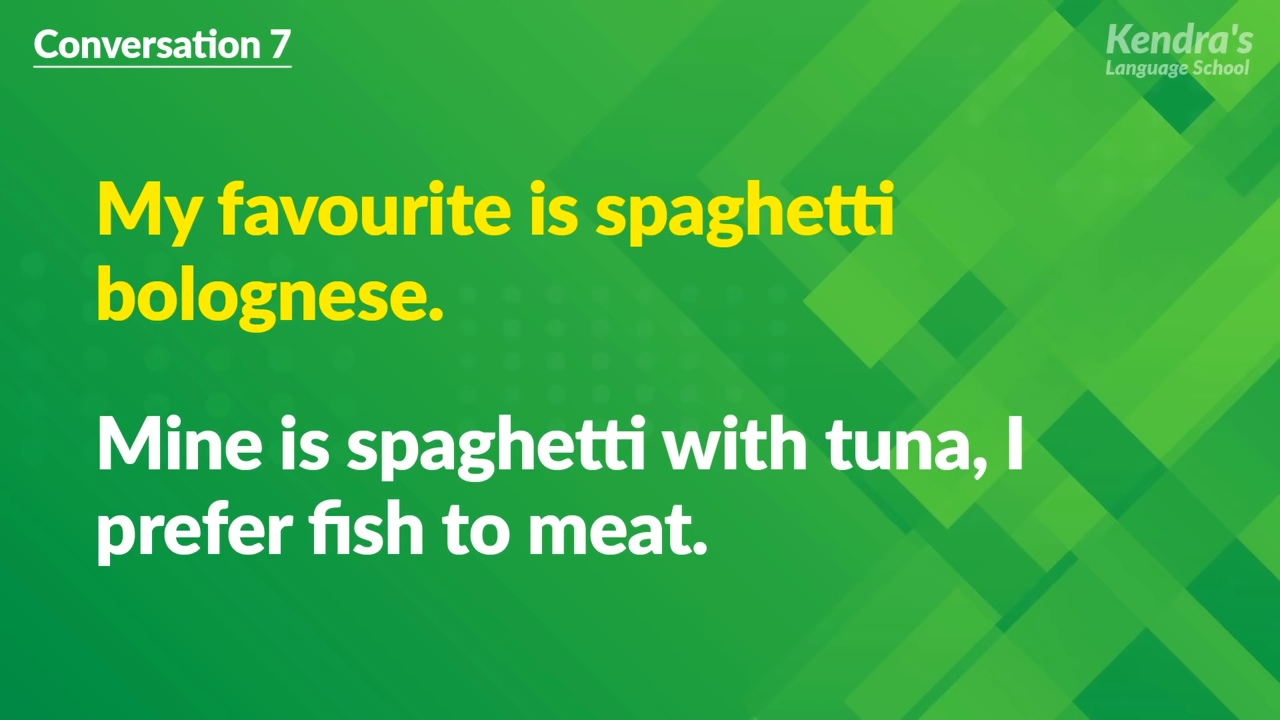 Conversation 7
Kendra's
Language School
My favourite is spaghetti
bolognese.
Mine is spaghetti with tuna, I
prefer fish to meat.